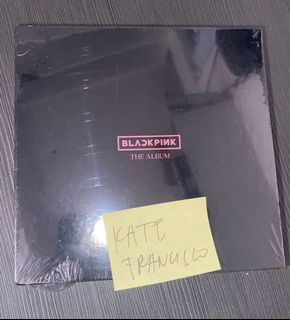 BLACKPINK
THE ALBUM
KATE
FRANCISCO